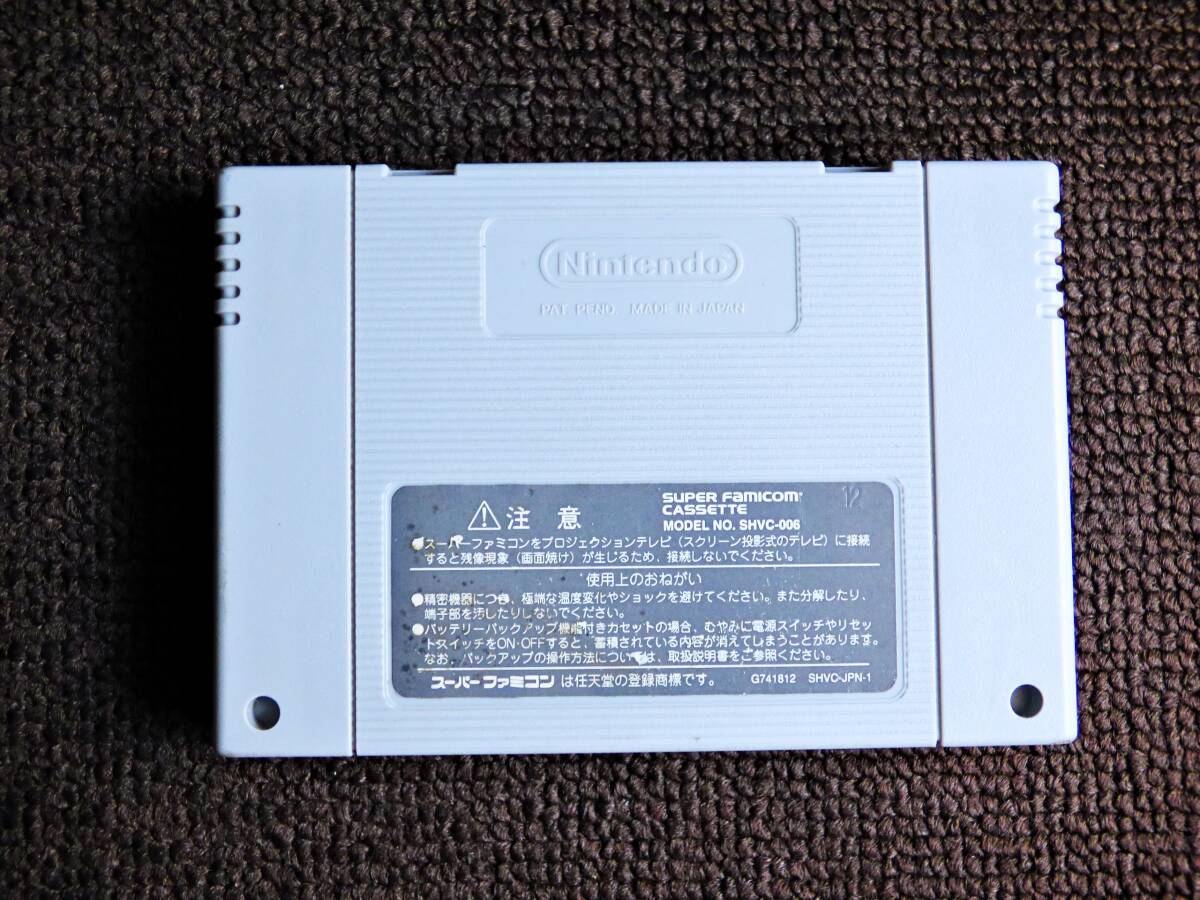 Nintendo
PAT. PEND. MADE IN JAPAN
⚠注 意
SUPER FAMICOM
CASSETTE
MODEL NO. SHVC-006
12
●スーパーファミコンをプロジェクションテレビ（スクリーン投影式のテレビ）に接続
すると残像現象（画面焼け）が生じるため、接続しないでください。
使用上のおねがい
●精密機器につき、極端な温度変化やショックを避けてください。また分解したり、
端子部を汚したりしないでください。
●バッテリーバックアップ機能付きカセットの場合、むやみに電源スイッチやリセッ
トスイッチをON・OFFすると、蓄積されている内容が消えてしまうことがあります。
なお、バックアップの操作方法については、取扱説明書をご参照ください。
スーパーファミコン は任天堂の登録商標です。
G741812 SHVC-JPN-1